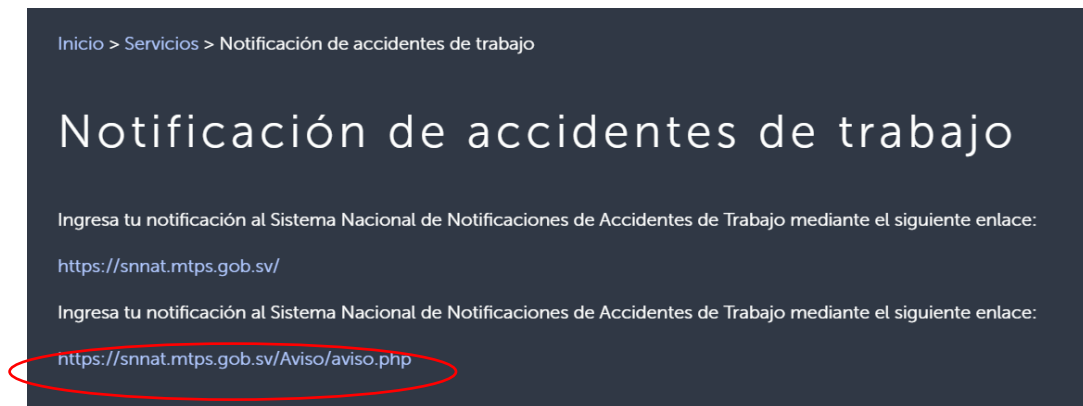 Inicio > Servicios > Notificación de accidentes de trabajo
Notificación de accidentes de trabajo
Ingresa tu notificación al Sistema Nacional de Notificaciones de Accidentes de Trabajo mediante el siguiente enlace:
https://snnat.mtps.gob.sv/
Ingresa tu notificación al Sistema Nacional de Notificaciones de Accidentes de Trabajo mediante el siguiente enlace:
https://snnat.mtps.gob.sv/Aviso/aviso.php